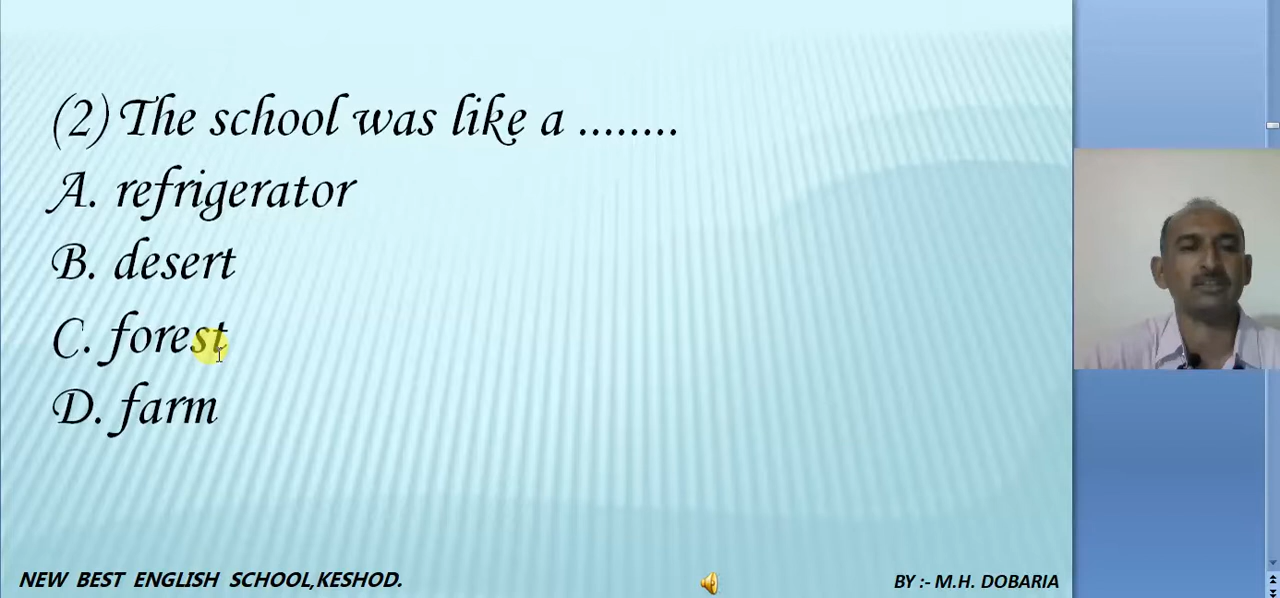 (2) The school was like a ........
A. refrigerator
B. desert
C. forest
D. farm
NEW BEST ENGLISH SCHOOL,KESHOD.
BY :- M.H. DOBARIA